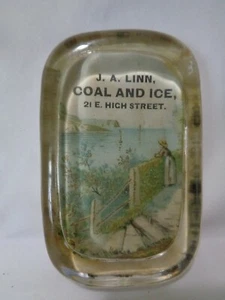 J. A. LINN,
COAL AND ICE,
21 E. HIGH STREET.